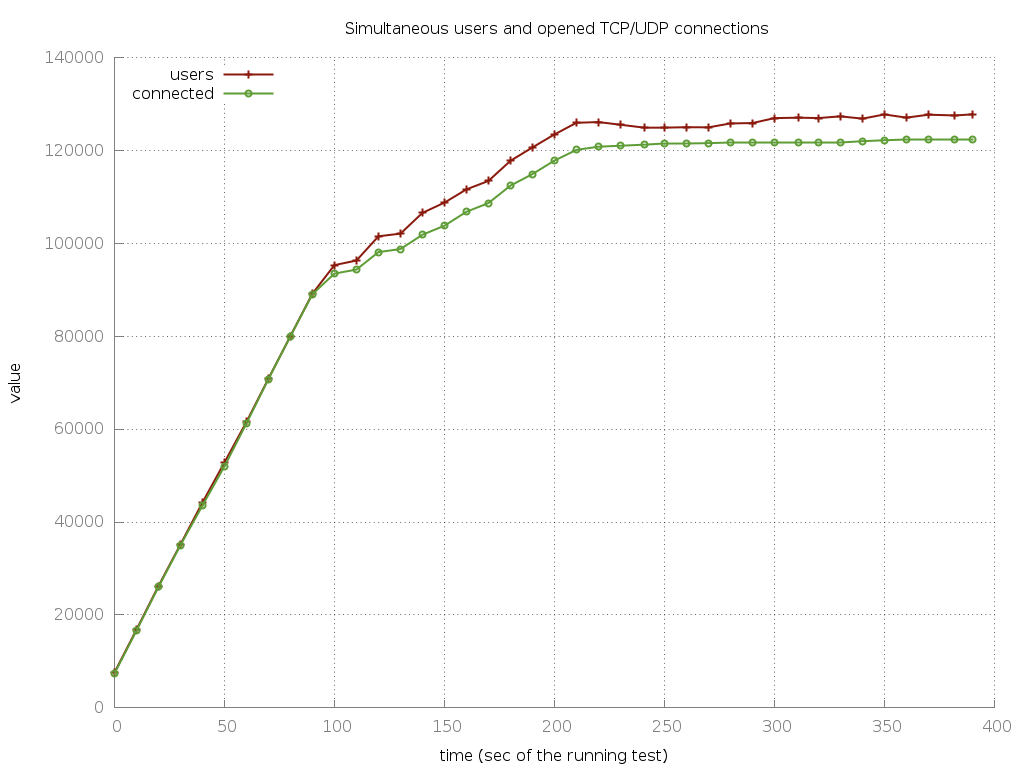 Simultaneous users and opened TCP/UDP connections
140000
users
connected
120000
100000
80000
value
60000
40000
20000
0
0 50 100 150 200 250 300 350 400
time (sec of the running test)